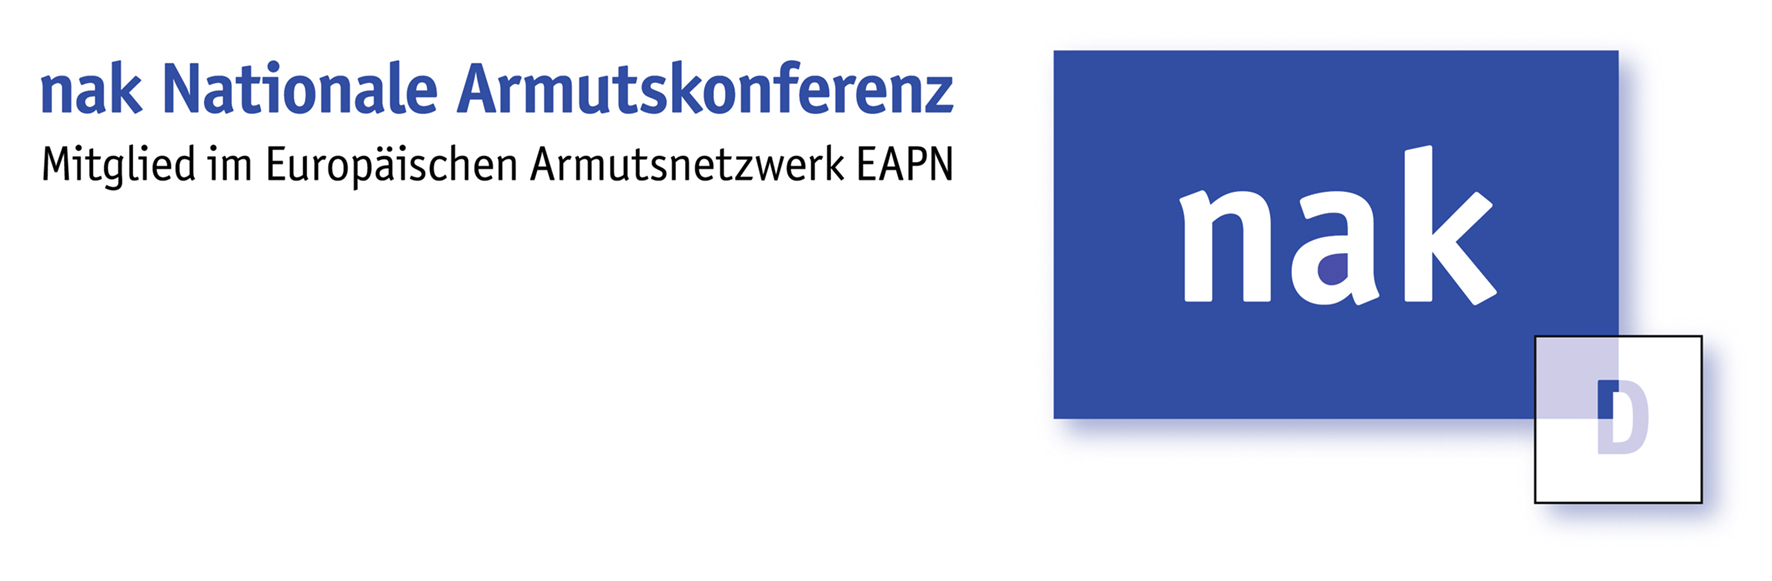 nak Nationale Armutskonferenz
Mitglied im Europäischen Armutsnetzwerk EAPN
nak
D